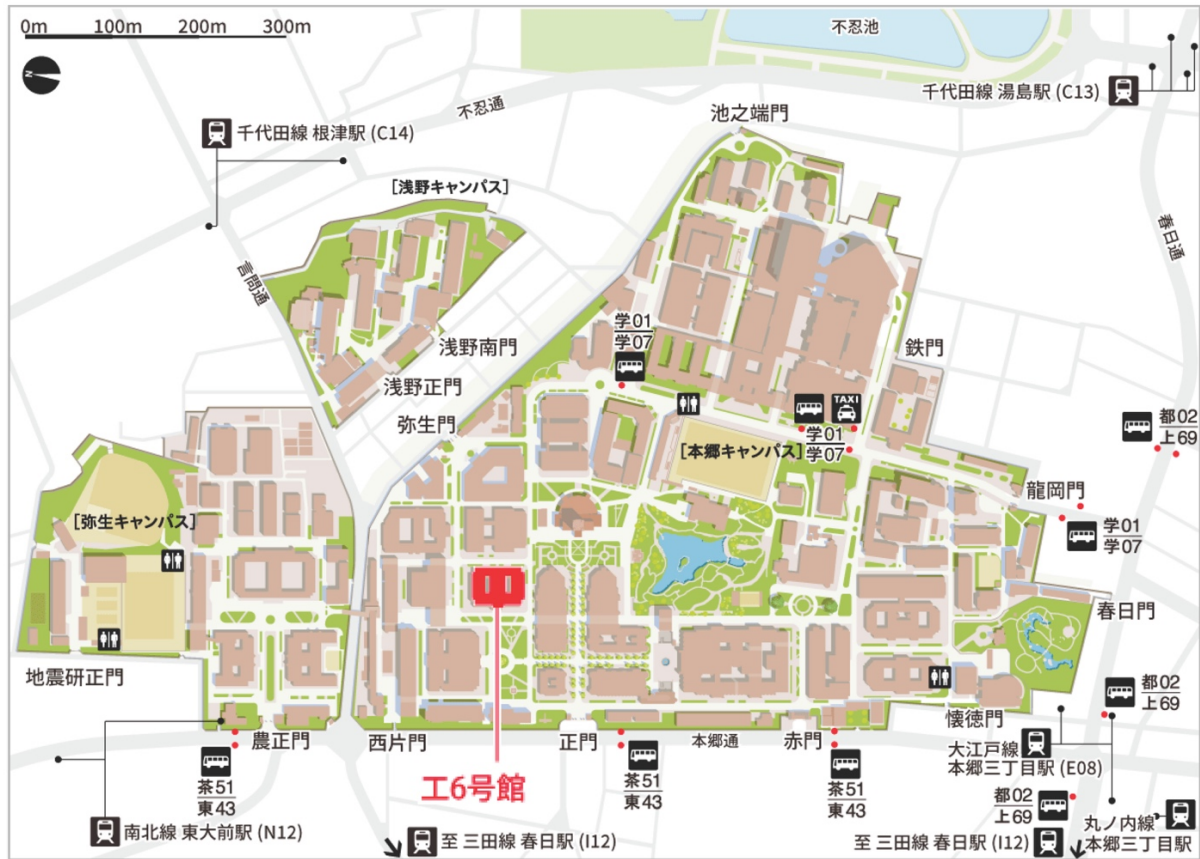 0m 100m 200m 300m
N
不忍池
千代田線 湯島駅 (C13)
不忍通
池之端門
千代田線 根津駅 (C14)
[浅野キャンパス]
春日通
言問通
学01
学07
浅野南門
鉄門
浅野正門
TAXI
弥生門
都02
上69
学01
学07
[本郷キャンパス]
龍岡門
[弥生キャンパス]
学01
学07
春日門
地震研正門
都02
上69
懐徳門
農正門
西片門
正門
本郷通
赤門
大江戸線
本郷三丁目駅 (E08)
茶51
東43
工6号館
茶51
東43
茶51
東43
都02
上69
南北線 東大前駅 (N12)
至 三田線 春日駅 (I12)
至 三田線 春日駅 (I12)
丸ノ内線
本郷三丁目駅